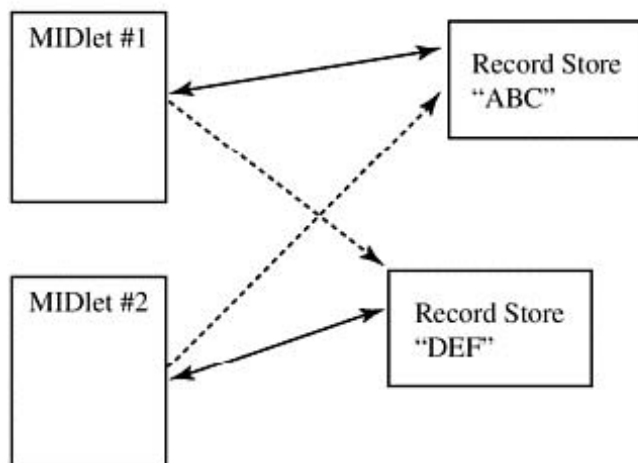 MIDlet #1
Record Store
“ABC”
MIDlet #2
Record Store
“DEF”